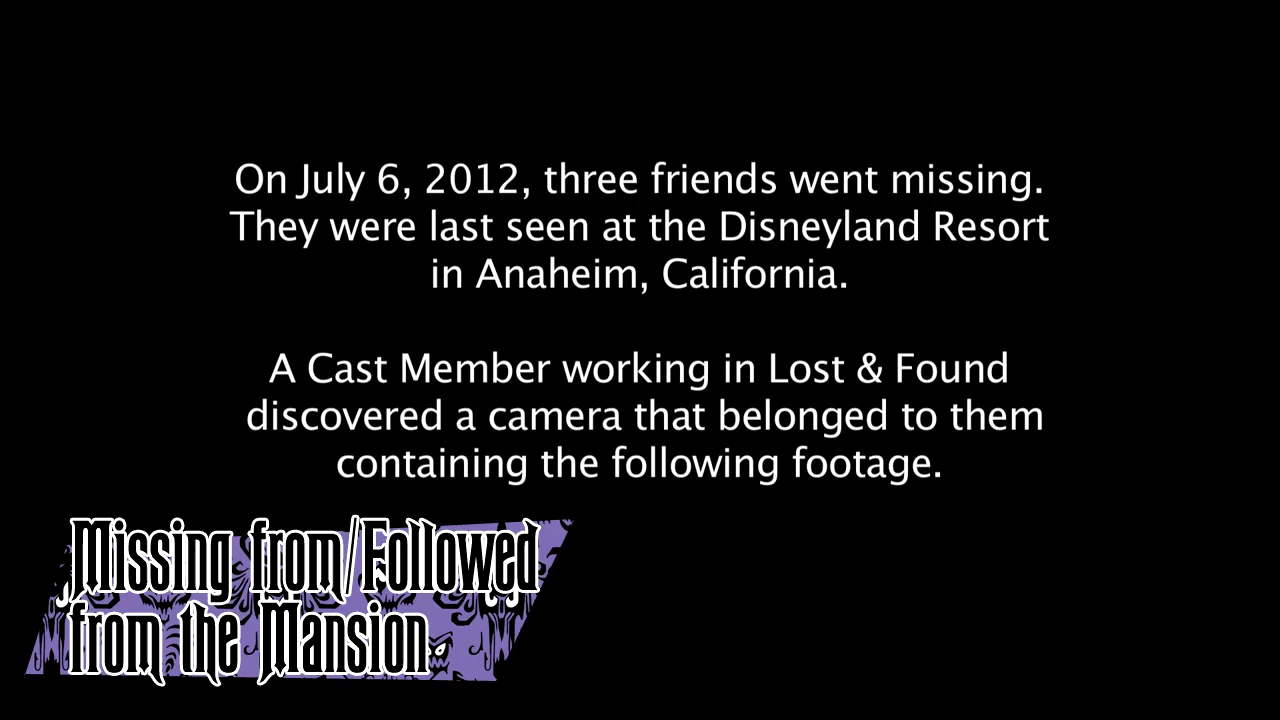 On July 6, 2012, three friends went missing.
They were last seen at the Disneyland Resort
in Anaheim, California.
A Cast Member working in Lost & Found
discovered a camera that belonged to them
containing the following footage.
Missing from/Followed
from the Mansion